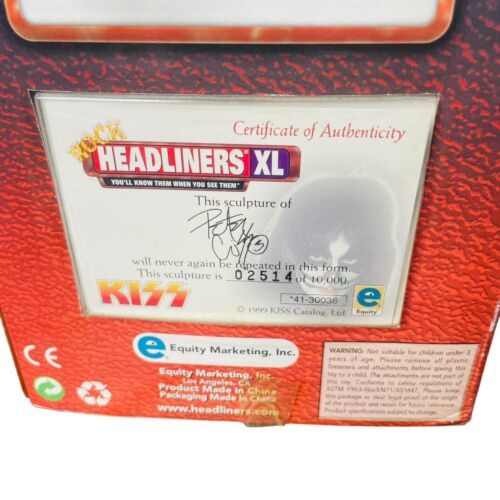 Certificate of Authenticity
ROCK
HEADLINERS XL
YOU'LL KNOW THEM WHEN YOU SEE THEM™
This sculpture of
will never again be repeated in this form.
This sculpture is 02514 of 10,000.
KISS
*41-30036
e
Equity
© 1999 KISS Catalog, Ltd.
e Equity Marketing, Inc.
CE
Equity Marketing, Inc.
Los Angeles, CA
Product Made in China
Packaging Made in China
www.headliners.com
WARNING: Not suitable for children under 3
years of age. Please remove all plastic
fasteners and attachments before giving this
toy to a child. The attachments are not part of
this toy. Conforms to safety regulations of
ASTM F963-96a/EN71/AS1647. Please keep
this package as clear legal proof of the origin
of the product and retain for future reference.
Product specifications subject to change.